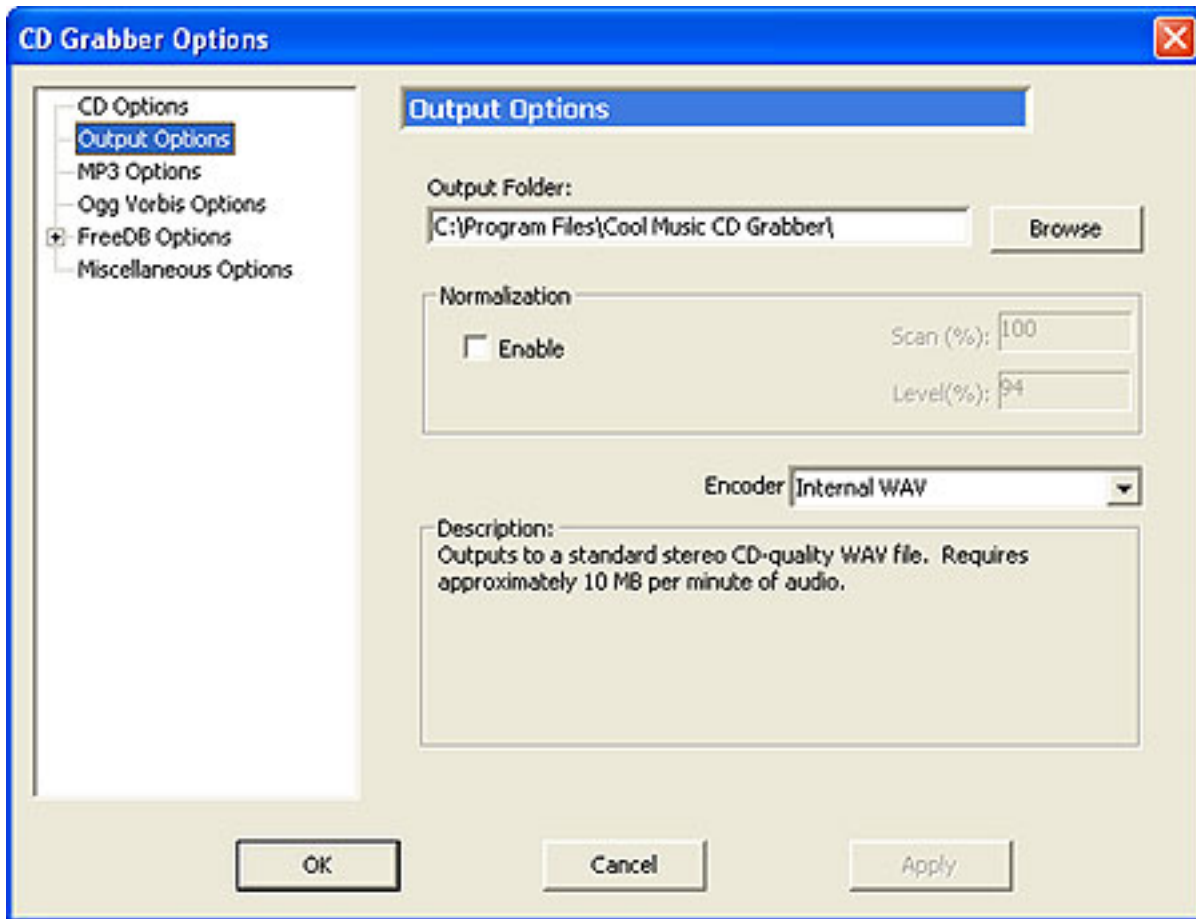 CD Grabber Options
CD Options
Output Options
MP3 Options
Ogg Vorbis Options
FreeDB Options
Miscellaneous Options
Output Options
Output Folder:
C:\Program Files\Cool Music CD Grabber\
Browse
Normalization
Enable
Scan (%): 100
Level(%): 94
Encoder Internal WAV
Description:
Outputs to a standard stereo CD-quality WAV file. Requires
approximately 10 MB per minute of audio.
OK
Cancel
Apply